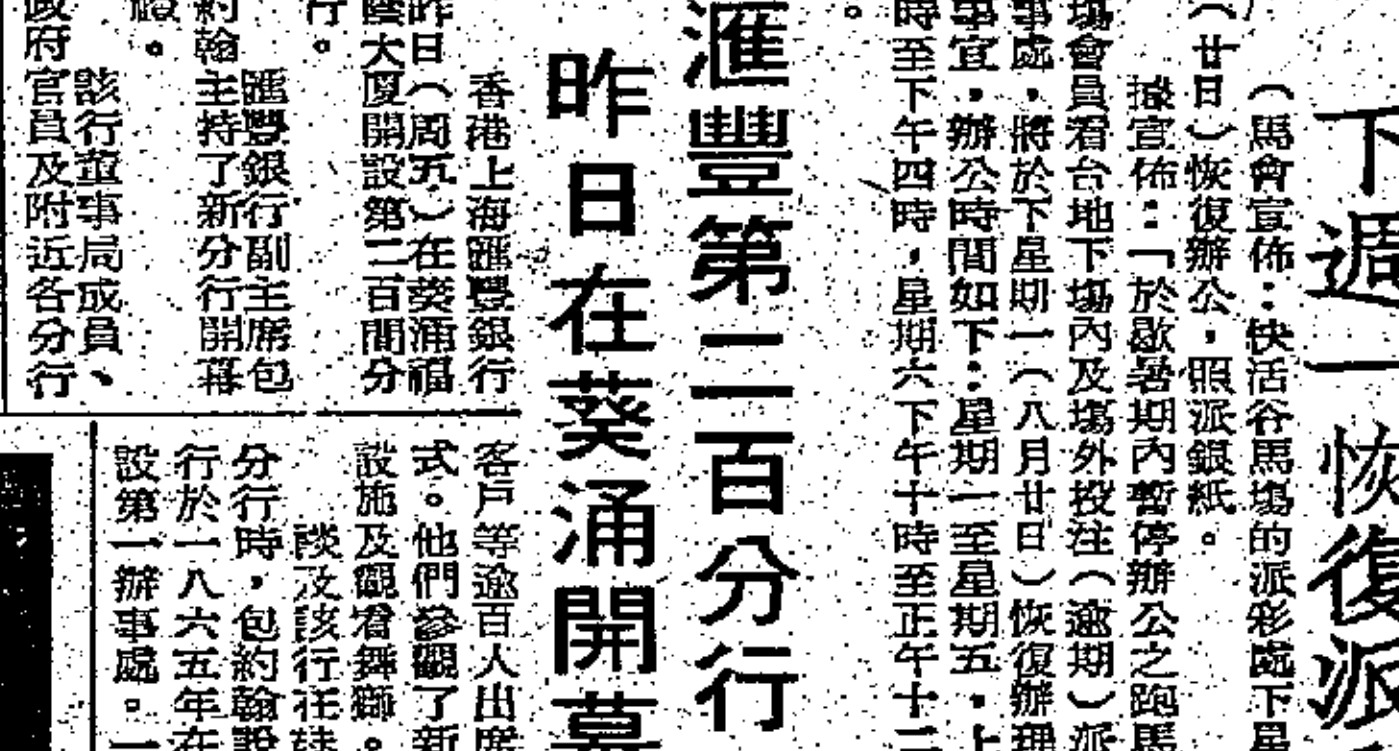 下週一恢復派
（馬會宣佈：快活谷馬塲的派彩處下星
（廿日）恢復辦公，照派銀紙。
據宣佈：「於歇暑期內暫停辦公之跑馬
塲會員看台地下塲內及塲外投注（逾期）派
事處，將於下星期一（八月廿日）恢復辦理
事宜，辦公時間如下：星期一至星期五，上
時至下午四時，星期六下午十時至正午十二
。
滙豐第二百分行
昨日在葵涌開幕
香港上海滙豐銀行
昨日（周五）在葵涌福
大厦開設第二百間分
行。
滙豐銀行副主席包
約翰主持了新分行開幕
。
該行董事局成員、
政府官員及附近各分行
客戶等逾百人出席
式。他們參觀了新
設施及觀看舞獅。
談及該行在
分行時，包約翰說
行於一八六五年在
設第一辦事處。一